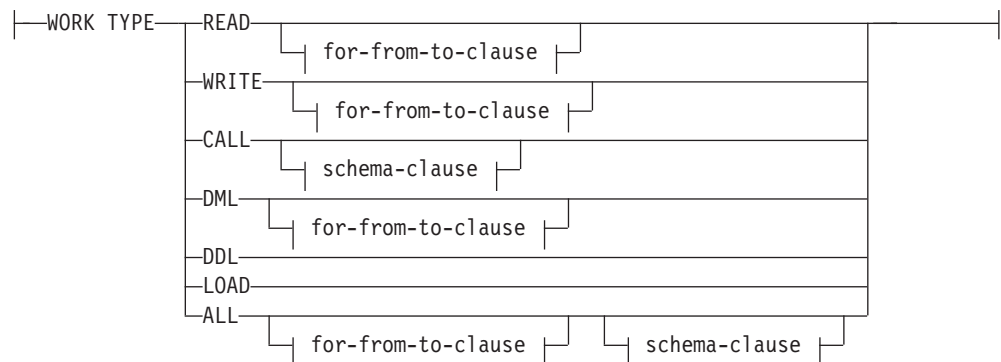 WORK TYPE READ
for-from-to-clause
WRITE
for-from-to-clause
CALL
schema-clause
DML
for-from-to-clause
DDL
LOAD
ALL
for-from-to-clause schema-clause